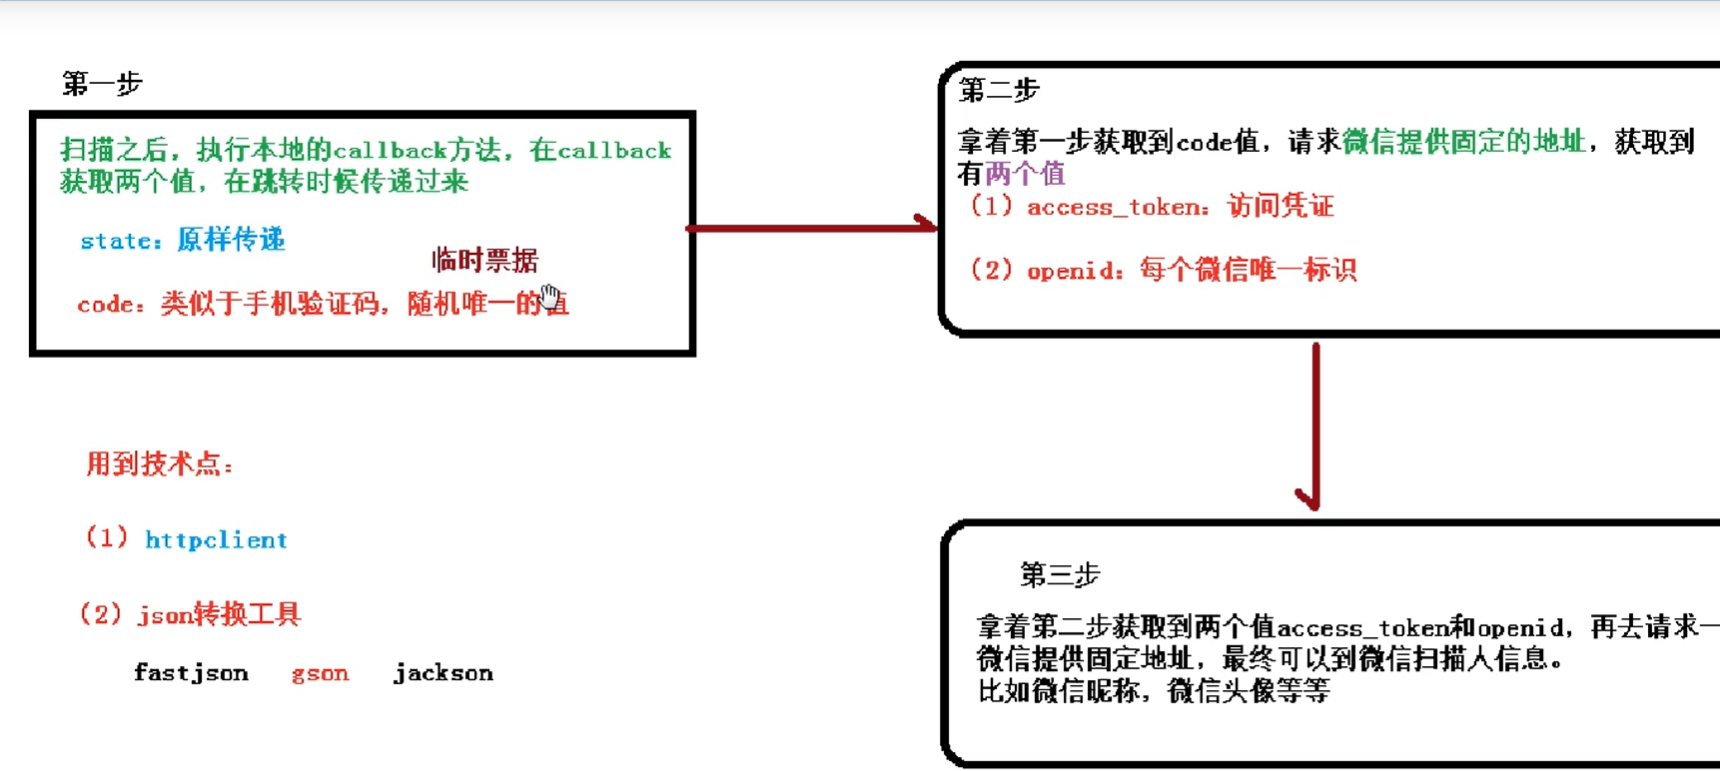 第一步
扫描之后，执行本地的callback方法，在callback
获取两个值，在跳转时候传递过来
state：原样传递
临时票据
code：类似于手机验证码，随机唯一的值
第二步
拿着第一步获取到code值，请求微信提供固定的地址，获取到
有两个值
（1）access_token：访问凭证
（2）openid：每个微信唯一标识
第三步
拿着第二步获取到两个值access_token和openid，再去请求一
微信提供固定地址，最终可以到微信扫描人信息。
比如微信昵称，微信头像等等
用到技术点：
（1）httpclient
（2）json转换工具
fastjson gson jackson